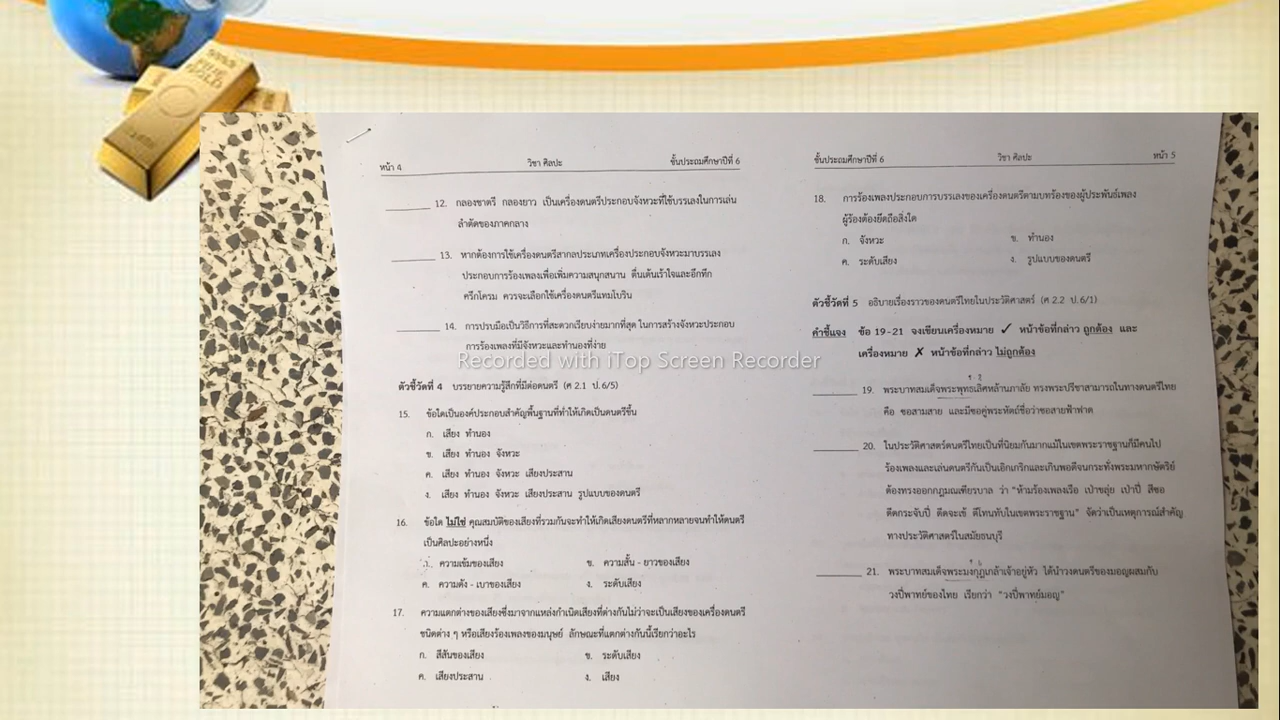 หน้า 4 วิชา ศิลปะ ชั้นประถมศึกษาปีที่ 6
12. กลองชาตรี กลองยาว เป็นเครื่องดนตรีประกอบจังหวะที่ใช้บรรเลงในการเล่น
ลำตัดของภาคกลาง
13. หากต้องการใช้เครื่องดนตรีสากลประเภทเครื่องประกอบจังหวะมาบรรเลง
ประกอบการร้องเพลงเพื่อเพิ่มความสนุกสนาน ตื่นเต้นเร้าใจและอึกทึก
ครึกโครม ควรจะเลือกใช้เครื่องดนตรีแทมโบริน
14. การปรบมือเป็นวิธีการที่สะดวกเรียบง่ายมากที่สุด ในการสร้างจังหวะประกอบ
การร้องเพลงที่มีจังหวะและทำนองที่ง่าย
Recorded with iTop Screen Recorder
ตัวชี้วัดที่ 4 บรรยายความรู้สึกที่มีต่อดนตรี (ศ 2.1 ป.6/5)
15. ข้อใดเป็นองค์ประกอบสำคัญพื้นฐานที่ทำให้เกิดเป็นดนตรีขึ้น
ก. เสียง ทำนอง
ข. เสียง ทำนอง จังหวะ
ค. เสียง ทำนอง จังหวะ เสียงประสาน
ง. เสียง ทำนอง จังหวะ เสียงประสาน รูปแบบของดนตรี
16. ข้อใด ไม่ใช่ คุณสมบัติของเสียงที่รวมกันจะทำให้เกิดเสียงดนตรีที่หลากหลายจนทำให้ดนตรี
เป็นศิลปะอย่างหนึ่ง
ก. ความเข้มของเสียง ข. ความสั้น - ยาวของเสียง
ค. ความดัง - เบาของเสียง ง. ระดับเสียง
17. ความแตกต่างของเสียงซึ่งมาจากแหล่งกำเนิดเสียงที่ต่างกันไม่ว่าจะเป็นเสียงของเครื่องดนตรี
ชนิดต่าง ๆ หรือเสียงร้องเพลงของมนุษย์ ลักษณะที่แตกต่างกันนี้เรียกว่าอะไร
ก. สีสันของเสียง ข. ระดับเสียง
ค. เสียงประสาน ง. เสียง
ชั้นประถมศึกษาปีที่ 6 วิชา ศิลปะ หน้า 5
18. การร้องเพลงประกอบการบรรเลงของเครื่องดนตรีตามบทร้องของผู้ประพันธ์เพลง
ผู้ร้องต้องยึดถือสิ่งใด
ก. จังหวะ ข. ทำนอง
ค. ระดับเสียง ง. รูปแบบของดนตรี
ตัวชี้วัดที่ 5 อธิบายเรื่องราวของดนตรีไทยในประวัติศาสตร์ (ศ 2.2 ป.6/1)
คำชี้แจง ข้อ 19-21 จงเขียนเครื่องหมาย ✓ หน้าข้อที่กล่าว ถูกต้อง และ
เครื่องหมาย ✗ หน้าข้อที่กล่าว ไม่ถูกต้อง
19. พระบาทสมเด็จพระพุทธเลิศหล้านภาลัย ทรงพระปรีชาสามารถในทางดนตรีไทย
คือ ซอสามสาย และมีซอคู่พระหัตถ์ชื่อว่าซอสายฟ้าฟาด
20. ในประวัติศาสตร์ดนตรีไทยเป็นที่นิยมกันมากแม้ในเขตพระราชฐานก็มีคนไป
ร้องเพลงและเล่นดนตรีกันเป็นเอิกเกริกและเกินพอดีจนกระทั่งพระมหากษัตริย์
ต้องทรงออกกฎมณเฑียรบาล ว่า "ห้ามร้องเพลงเรือ เป่าขลุ่ย เป่าปี่ สีซอ
ดีดกระจับปี่ ดีดจะเข้ ตีโทนทับในเขตพระราชฐาน" จัดว่าเป็นเหตุการณ์สำคัญ
ทางประวัติศาสตร์ในสมัยธนบุรี
21. พระบาทสมเด็จพระมงกุฎเกล้าเจ้าอยู่หัว ได้นำวงดนตรีของมอญผสมกับ
วงปี่พาทย์ของไทย เรียกว่า "วงปี่พาทย์มอญ"